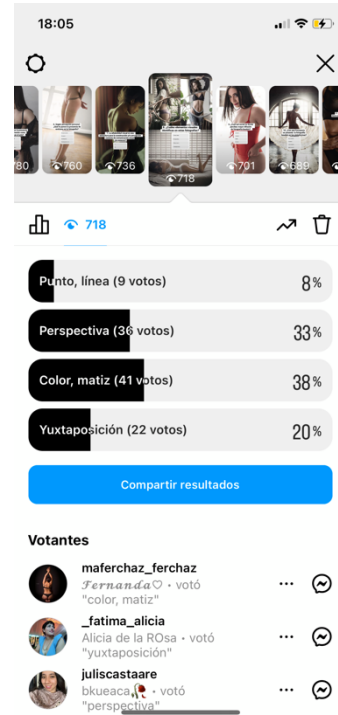 18:05
780
760
736
718
701
689
718
Punto, línea (9 votos)
8%
Perspectiva (36 votos)
33%
Color, matiz (41 votos)
38%
Yuxtaposición (22 votos)
20%
Compartir resultados
Votantes
maferchaz_ferchaz
𝓕𝓮𝓻𝓷𝓪𝓷𝓭𝓪♡ • votó
"color, matiz"
_fatima_alicia
Alicia de la ROsa • votó
"yuxtaposición"
juliscastaare
bkueaca🥀 • votó
"perspectiva"